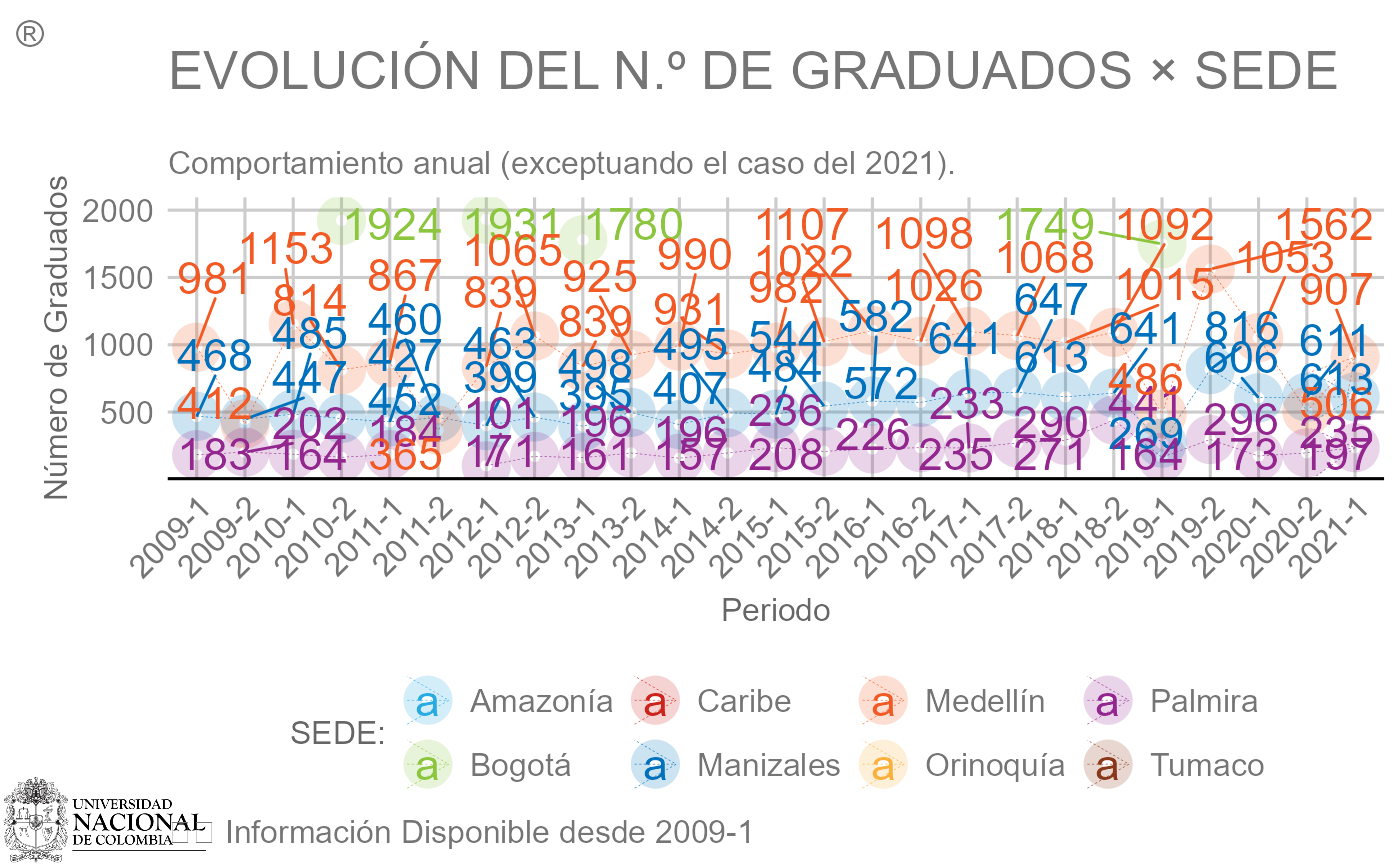 ®
EVOLUCIÓN DEL N.º DE GRADUADOS × SEDE
Comportamiento anual (exceptuando el caso del 2021).
Número de Graduados
2000
1500
1000
500
1924 1931 1780 1749
981 1153 814 867 839 1065 925 839 990 931 1107 1022 982 1098 1026 1068 1092 1015 1053 1562 907
468 485 447 460 427 452 463 399 498 395 495 407 544 484 582 572 641 647 613 641 269 816 606 611 613
412 365 486 506
183 202 164 184 101 171 196 161 196 157 236 208 226 233 235 290 271 441 164 296 173 235 197
2009-1 2009-2 2010-1 2010-2 2011-1 2011-2 2012-1 2012-2 2013-1 2013-2 2014-1 2014-2 2015-1 2015-2 2016-1 2016-2 2017-1 2017-2 2018-1 2018-2 2019-1 2019-2 2020-1 2020-2 2021-1
Periodo
SEDE:
a Amazonía a Caribe a Medellín a Palmira
a Bogotá a Manizales a Orinoquía a Tumaco
UNIVERSIDAD
NACIONAL
DE COLOMBIA
Información Disponible desde 2009-1